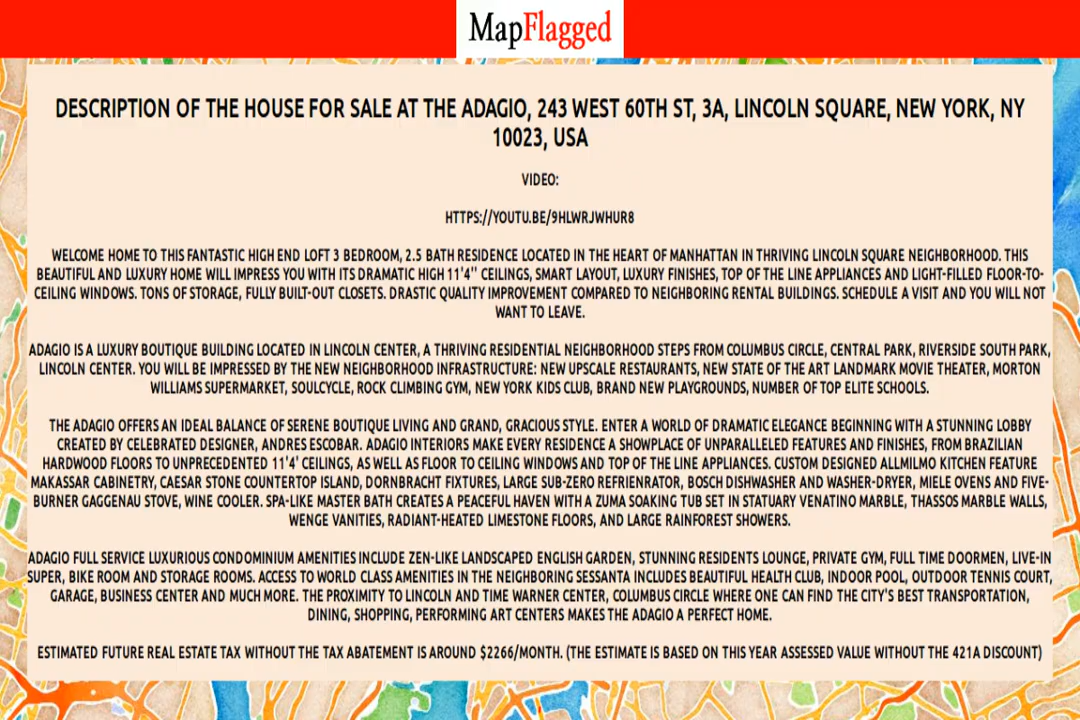 MapFlagged
DESCRIPTION OF THE HOUSE FOR SALE AT THE ADAGIO, 243 WEST 60TH ST, 3A, LINCOLN SQUARE, NEW YORK, NY
10023, USA
VIDEO:
HTTPS://YOUTU.BE/9HLWRJWHUR8
WELCOME HOME TO THIS FANTASTIC HIGH END LOFT 3 BEDROOM, 2.5 BATH RESIDENCE LOCATED IN THE HEART OF MANHATTAN IN THRIVING LINCOLN SQUARE NEIGHBORHOOD. THIS
BEAUTIFUL AND LUXURY HOME WILL IMPRESS YOU WITH ITS DRAMATIC HIGH 11'4'' CEILINGS, SMART LAYOUT, LUXURY FINISHES, TOP OF THE LINE APPLIANCES AND LIGHT-FILLED FLOOR-TO-
CEILING WINDOWS. TONS OF STORAGE, FULLY BUILT-OUT CLOSETS. DRASTIC QUALITY IMPROVEMENT COMPARED TO NEIGHBORING RENTAL BUILDINGS. SCHEDULE A VISIT AND YOU WILL NOT
WANT TO LEAVE.
ADAGIO IS A LUXURY BOUTIQUE BUILDING LOCATED IN LINCOLN CENTER, A THRIVING RESIDENTIAL NEIGHBORHOOD STEPS FROM COLUMBUS CIRCLE, CENTRAL PARK, RIVERSIDE SOUTH PARK,
LINCOLN CENTER. YOU WILL BE IMPRESSED BY THE NEW NEIGHBORHOOD INFRASTRUCTURE: NEW UPSCALE RESTAURANTS, NEW STATE OF THE ART LANDMARK MOVIE THEATER, MORTON
WILLIAMS SUPERMARKET, SOULCYCLE, ROCK CLIMBING GYM, NEW YORK KIDS CLUB, BRAND NEW PLAYGROUNDS, NUMBER OF TOP ELITE SCHOOLS.
THE ADAGIO OFFERS AN IDEAL BALANCE OF SERENE BOUTIQUE LIVING AND GRAND, GRACIOUS STYLE. ENTER A WORLD OF DRAMATIC ELEGANCE BEGINNING WITH A STUNNING LOBBY
CREATED BY CELEBRATED DESIGNER, ANDRES ESCOBAR. ADAGIO INTERIORS MAKE EVERY RESIDENCE A SHOWPLACE OF UNPARALLELED FEATURES AND FINISHES, FROM BRAZILIAN
HARDWOOD FLOORS TO UNPRECEDENTED 11'4' CEILINGS, AS WELL AS FLOOR TO CEILING WINDOWS AND TOP OF THE LINE APPLIANCES. CUSTOM DESIGNED ALLMILMO KITCHEN FEATURE
MAKASSAR CABINETRY, CAESAR STONE COUNTERTOP ISLAND, DORNBRACHT FIXTURES, LARGE SUB-ZERO REFRIENRATOR, BOSCH DISHWASHER AND WASHER-DRYER, MIELE OVENS AND FIVE-
BURNER GAGGENAU STOVE, WINE COOLER. SPA-LIKE MASTER BATH CREATES A PEACEFUL HAVEN WITH A ZUMA SOAKING TUB SET IN STATUARY VENATINO MARBLE, THASSOS MARBLE WALLS,
WENGE VANITIES, RADIANT-HEATED LIMESTONE FLOORS, AND LARGE RAINFOREST SHOWERS.
ADAGIO FULL SERVICE LUXURIOUS CONDOMINIUM AMENITIES INCLUDE ZEN-LIKE LANDSCAPED ENGLISH GARDEN, STUNNING RESIDENTS LOUNGE, PRIVATE GYM, FULL TIME DOORMEN, LIVE-IN
SUPER, BIKE ROOM AND STORAGE ROOMS. ACCESS TO WORLD CLASS AMENITIES IN THE NEIGHBORING SESSANTA INCLUDES BEAUTIFUL HEALTH CLUB, INDOOR POOL, OUTDOOR TENNIS COURT,
GARAGE, BUSINESS CENTER AND MUCH MORE. THE PROXIMITY TO LINCOLN AND TIME WARNER CENTER, COLUMBUS CIRCLE WHERE ONE CAN FIND THE CITY'S BEST TRANSPORTATION,
DINING, SHOPPING, PERFORMING ART CENTERS MAKES THE ADAGIO A PERFECT HOME.
ESTIMATED FUTURE REAL ESTATE TAX WITHOUT THE TAX ABATEMENT IS AROUND $2266/MONTH. (THE ESTIMATE IS BASED ON THIS YEAR ASSESSED VALUE WITHOUT THE 421A DISCOUNT)